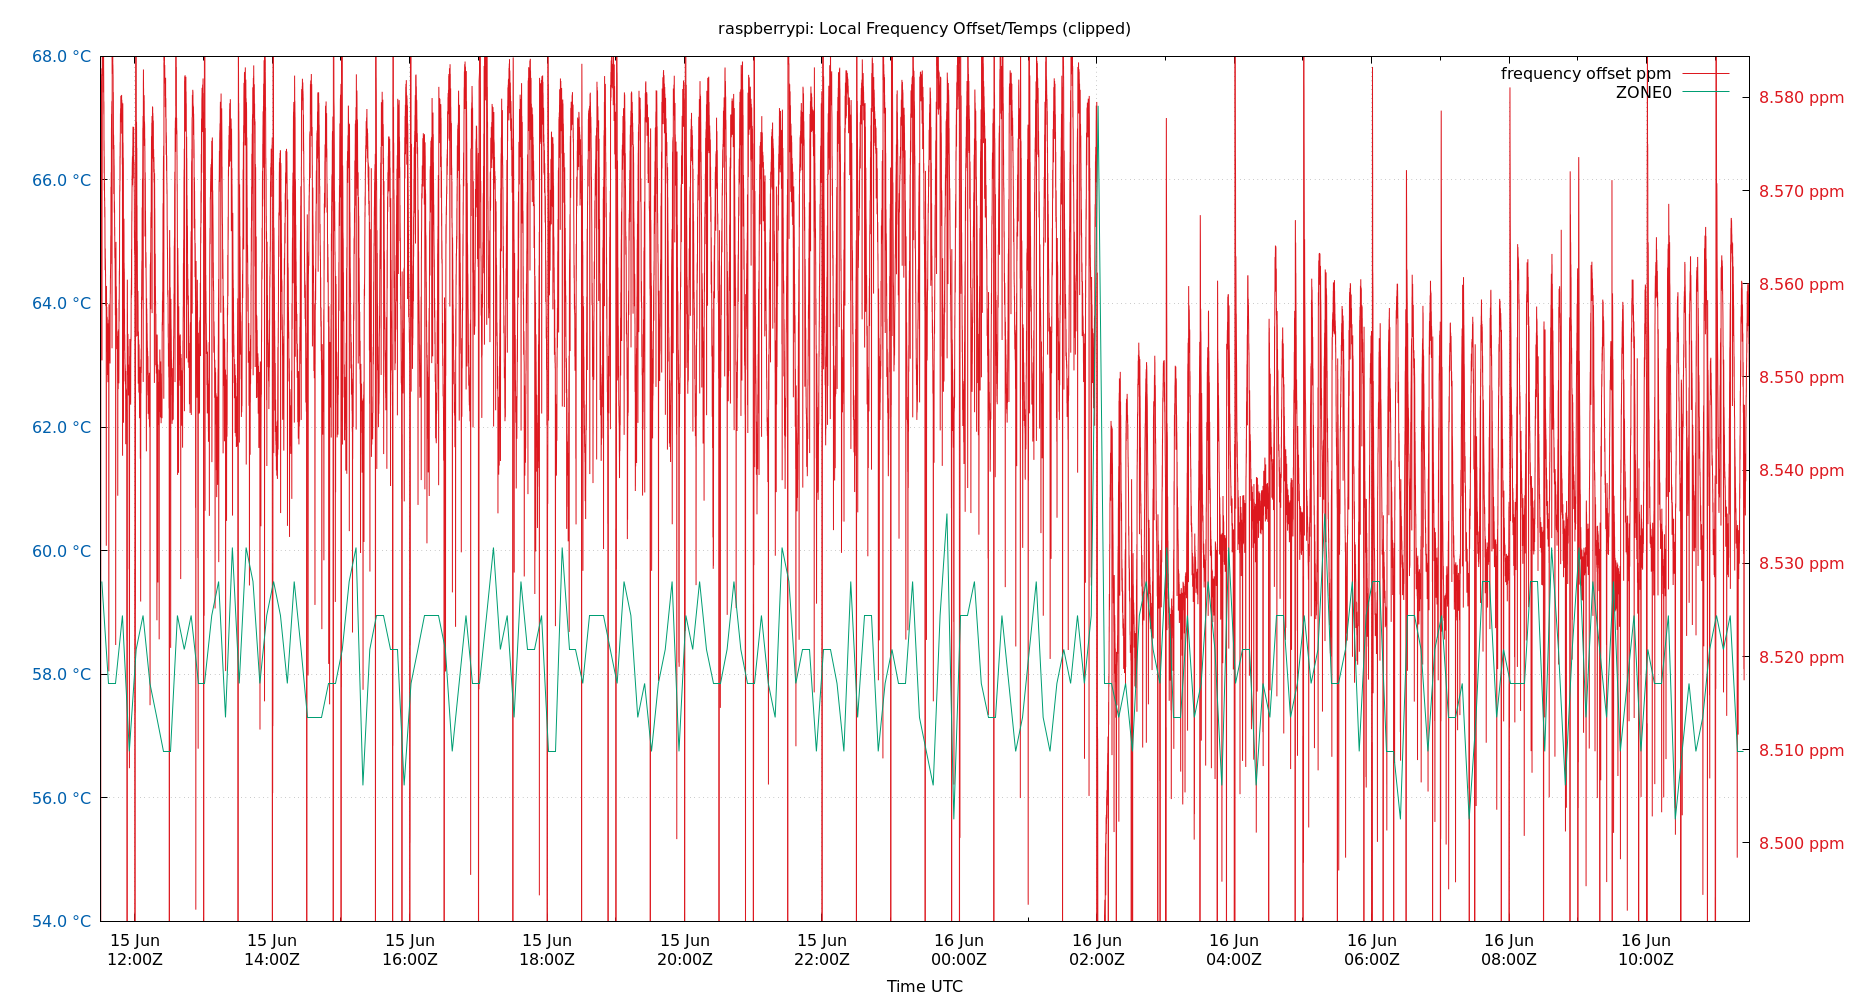 raspberrypi: Local Frequency Offset/Temps (clipped)
68.0 °C
66.0 °C
64.0 °C
62.0 °C
60.0 °C
58.0 °C
56.0 °C
54.0 °C
frequency offset ppm
ZONE0
8.580 ppm
8.570 ppm
8.560 ppm
8.550 ppm
8.540 ppm
8.530 ppm
8.520 ppm
8.510 ppm
8.500 ppm
15 Jun 15 Jun 15 Jun 15 Jun 15 Jun 15 Jun 16 Jun 16 Jun 16 Jun 16 Jun 16 Jun 16 Jun
12:00Z 14:00Z 16:00Z 18:00Z 20:00Z 22:00Z 00:00Z 02:00Z 04:00Z 06:00Z 08:00Z 10:00Z
Time UTC